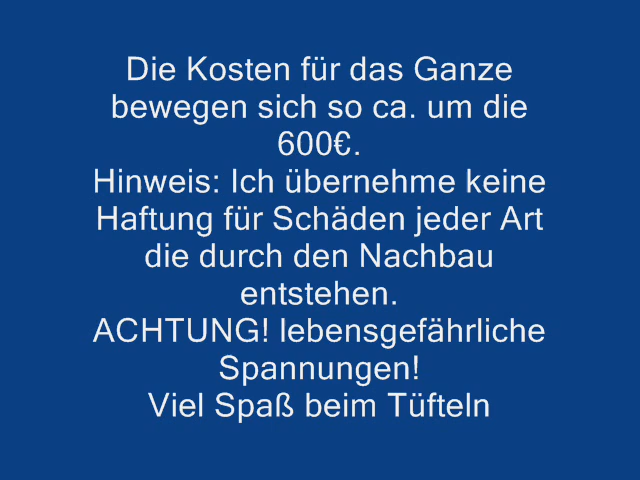 Die Kosten für das Ganze
bewegen sich so ca. um die
600€.
Hinweis: Ich übernehme keine
Haftung für Schäden jeder Art
die durch den Nachbau
entstehen.
ACHTUNG! lebensgefährliche
Spannungen!
Viel Spaß beim Tüfteln